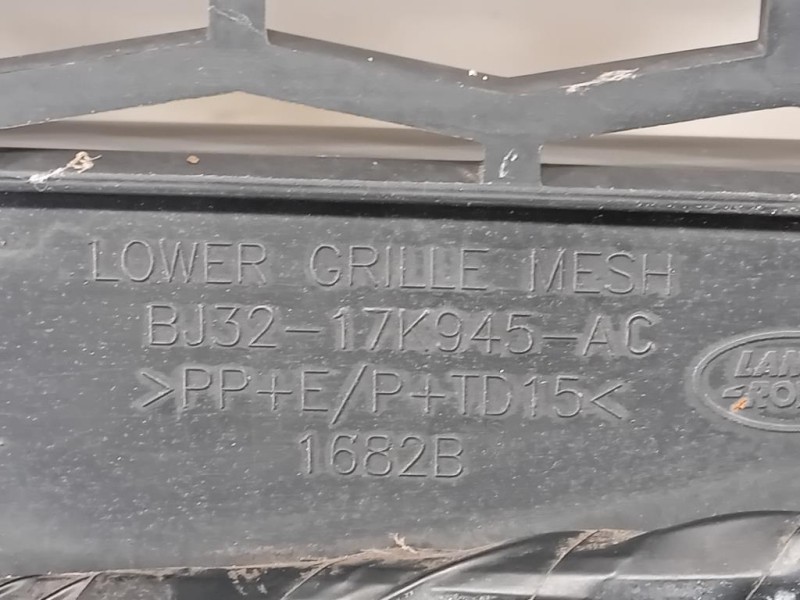 LOWER GRILLE MESH
BJ32-17K945-AC
>PP+E/P+TD15<
1682B